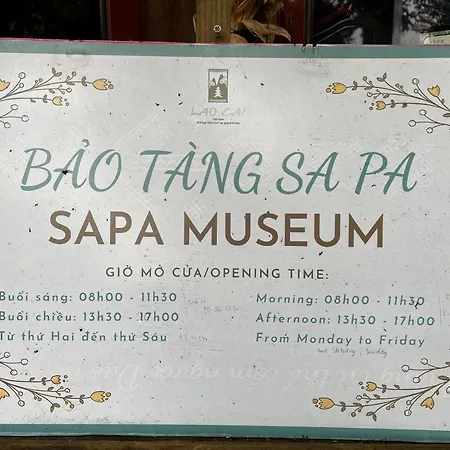 LAO CAI
BẢO TÀNG SA PA
SAPA MUSEUM
GIỜ MỞ CỬA/OPENING TIME:
Buổi sáng: 08h00 - 11h30
Buổi chiều: 13h30 - 17h00
Từ thứ Hai đến thứ Sáu
Morning: 08h00 - 11h30
Afternoon: 13h30 - 17h00
From Monday to Friday